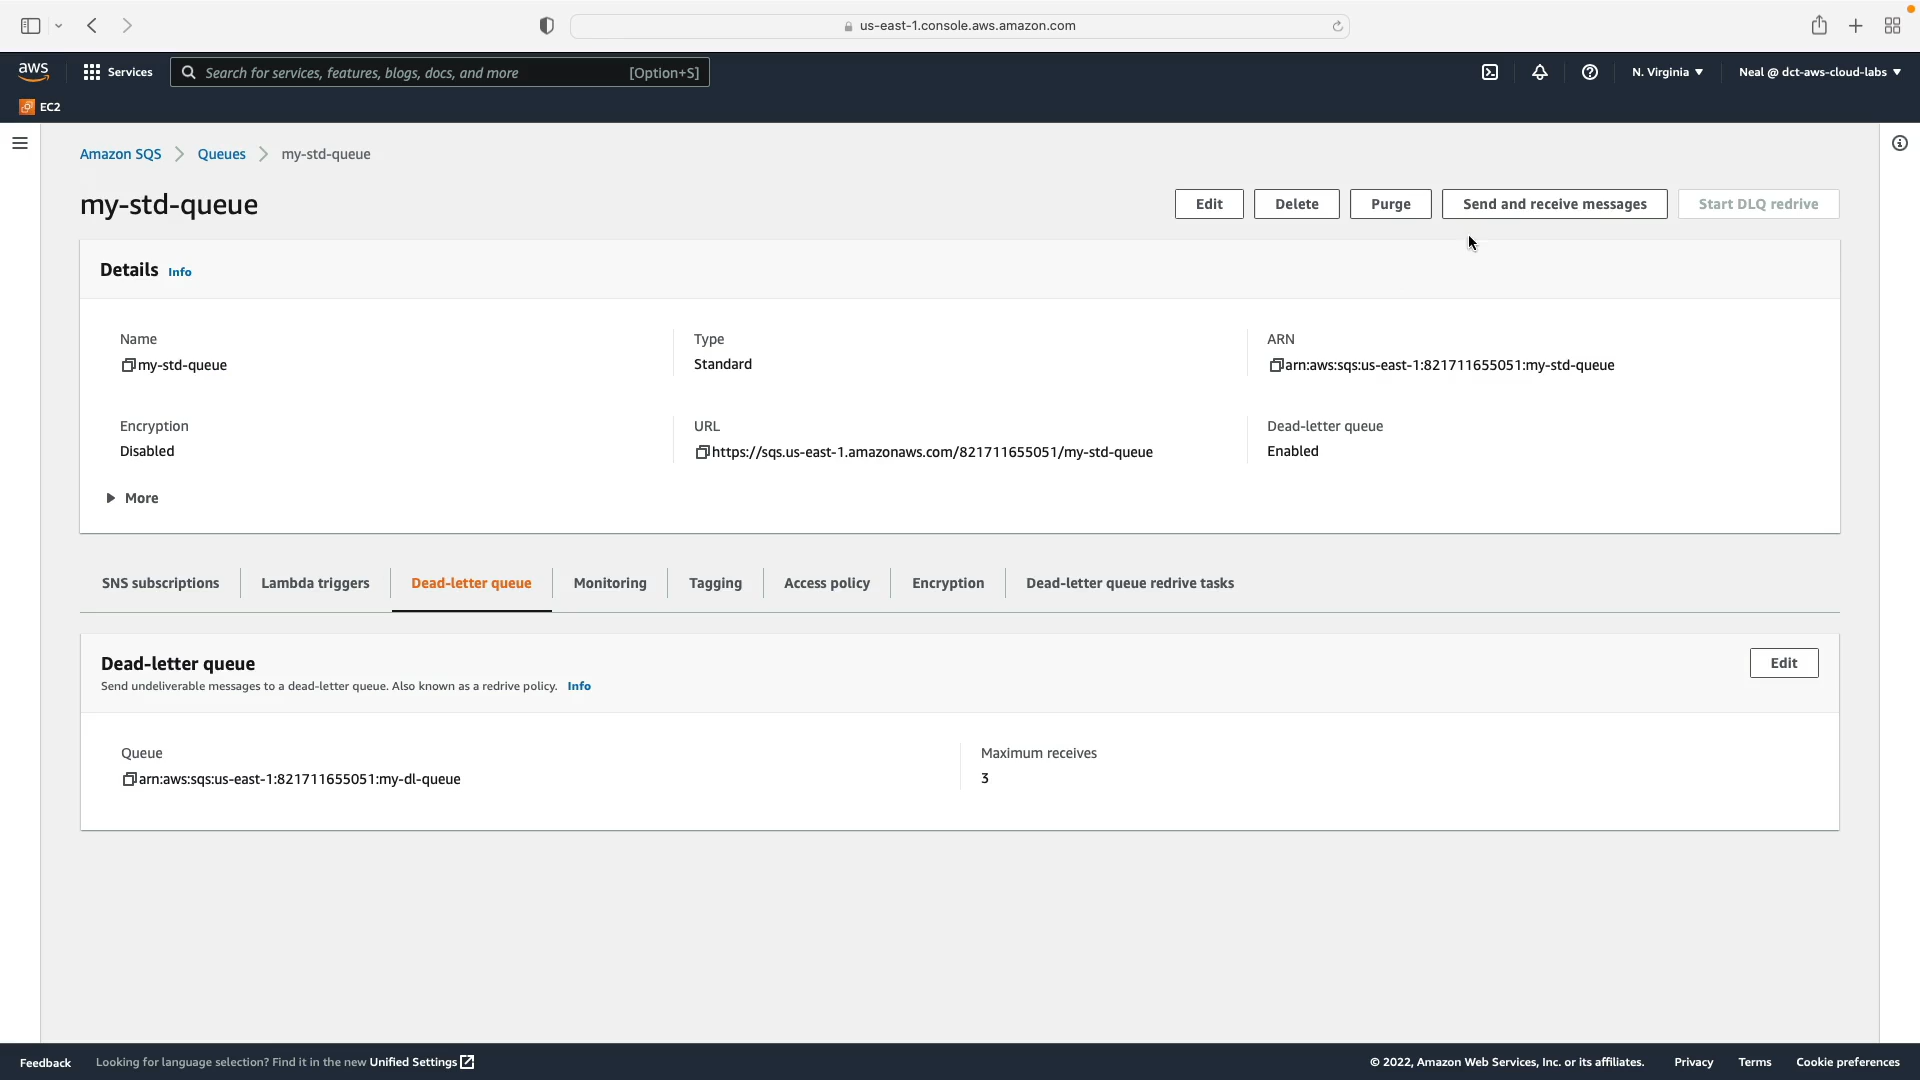 us-east-1.console.aws.amazon.com
aws
Services
Search for services, features, blogs, docs, and more
[Option+S]
N. Virginia
Neal @ dct-aws-cloud-labs
EC2
Amazon SQS
Queues
my-std-queue
my-std-queue
Edit
Delete
Purge
Send and receive messages
Start DLQ redrive
Details
Info
Name
my-std-queue
Type
Standard
ARN
arn:aws:sqs:us-east-1:821711655051:my-std-queue
Encryption
Disabled
URL
https://sqs.us-east-1.amazonaws.com/821711655051/my-std-queue
Dead-letter queue
Enabled
More
SNS subscriptions
Lambda triggers
Dead-letter queue
Monitoring
Tagging
Access policy
Encryption
Dead-letter queue redrive tasks
Dead-letter queue
Edit
Send undeliverable messages to a dead-letter queue. Also known as a redrive policy.
Info
Queue
arn:aws:sqs:us-east-1:821711655051:my-dl-queue
Maximum receives
3
Feedback
Looking for language selection? Find it in the new Unified Settings
© 2022, Amazon Web Services, Inc. or its affiliates.
Privacy
Terms
Cookie preferences